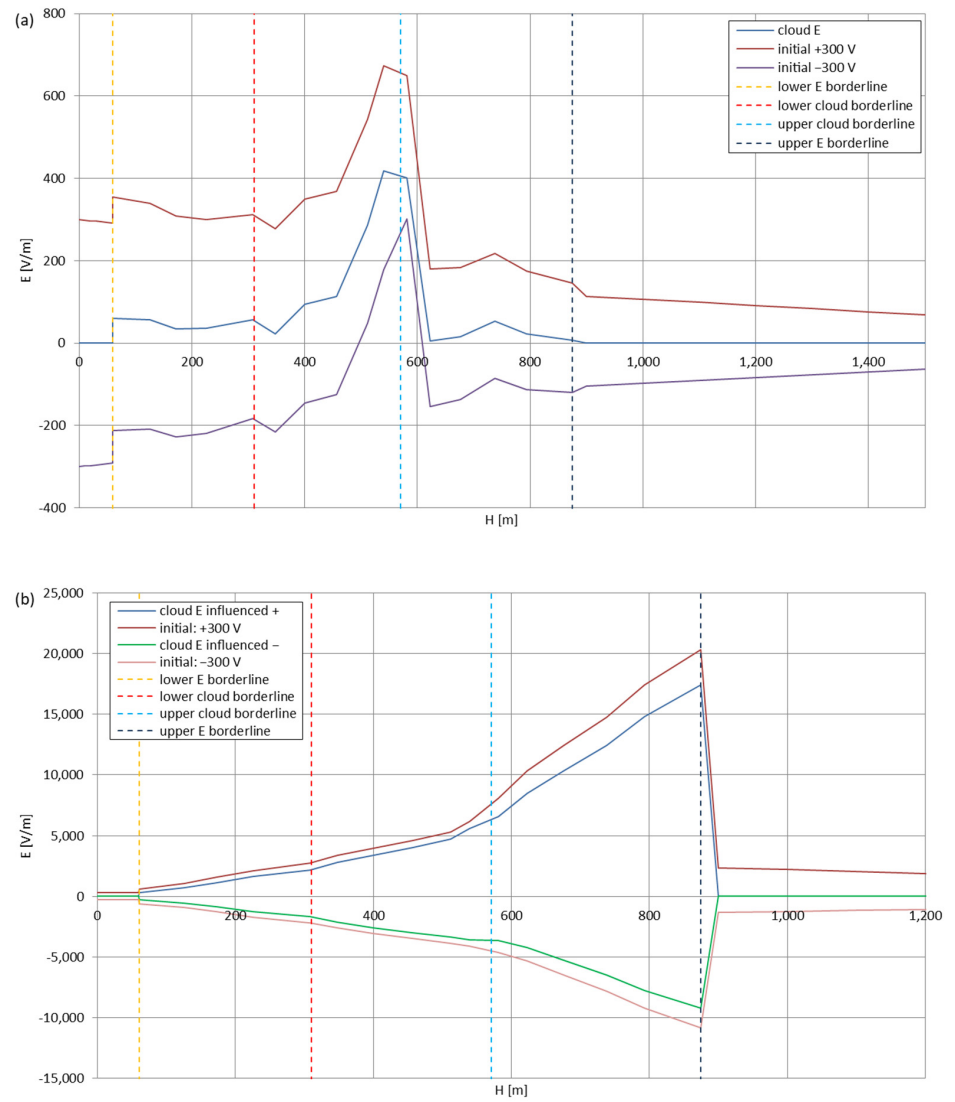 (a)
800
600
400
200
0
-200
-400
E [V/m]
0
200
400
600
800
1,000
1,200
1,400
H [m]
cloud E
initial +300 V
initial –300 V
lower E borderline
lower cloud borderline
upper cloud borderline
upper E borderline
(b)
25,000
20,000
15,000
10,000
5,000
0
-5,000
-10,000
-15,000
E [V/m]
cloud E influenced +
initial: +300 V
cloud E influenced –
initial: –300 V
lower E borderline
lower cloud borderline
upper cloud borderline
upper E borderline
0
200
400
600
800
1,000
1,200
H [m]